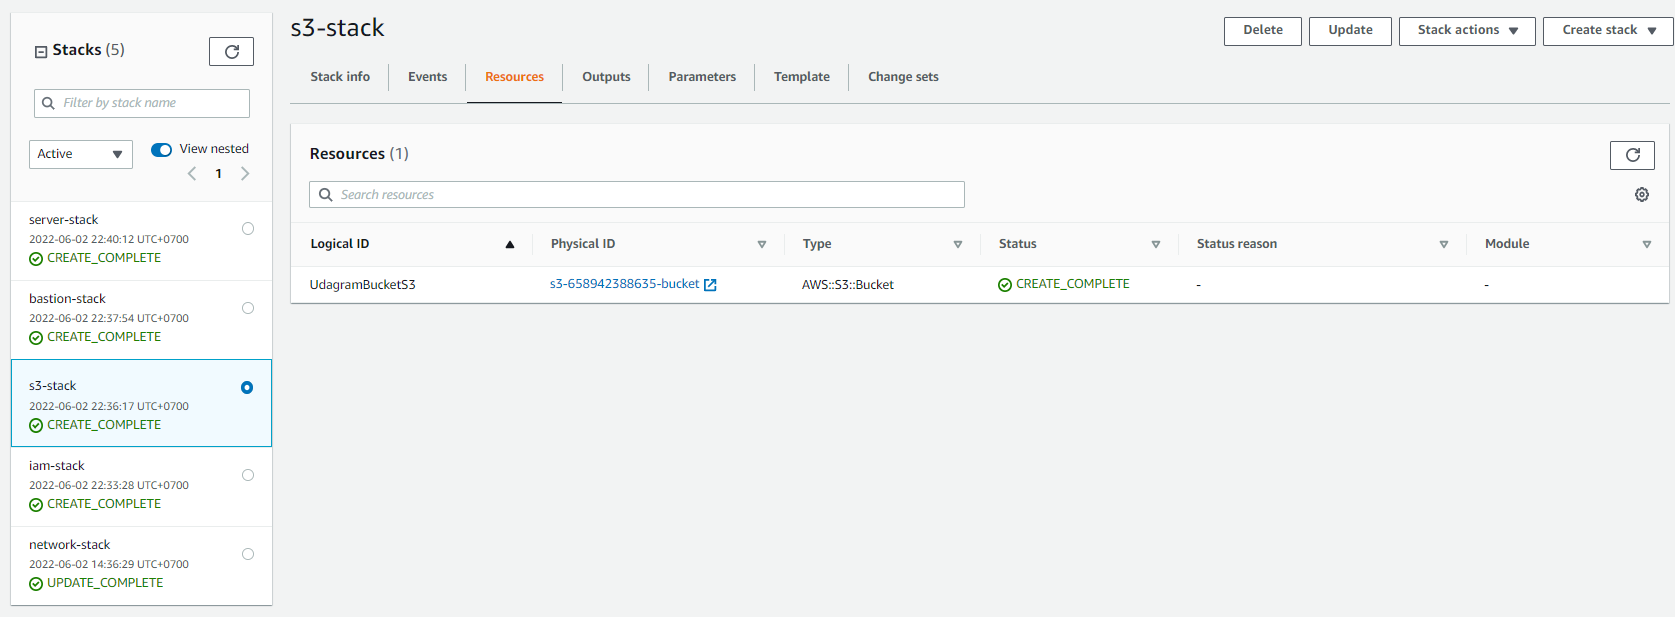 Stacks (5)
Filter by stack name
Active
View nested
1
server-stack
2022-06-02 22:40:12 UTC+0700
CREATE_COMPLETE
bastion-stack
2022-06-02 22:37:54 UTC+0700
CREATE_COMPLETE
s3-stack
2022-06-02 22:36:17 UTC+0700
CREATE_COMPLETE
iam-stack
2022-06-02 22:33:28 UTC+0700
CREATE_COMPLETE
network-stack
2022-06-02 14:36:29 UTC+0700
UPDATE_COMPLETE
s3-stack
Delete Update Stack actions Create stack
Stack info Events Resources Outputs Parameters Template Change sets
Resources (1)
Search resources
Logical ID Physical ID Type Status Status reason Module
UdagramBucketS3 s3-658942388635-bucket AWS::S3::Bucket CREATE_COMPLETE - -